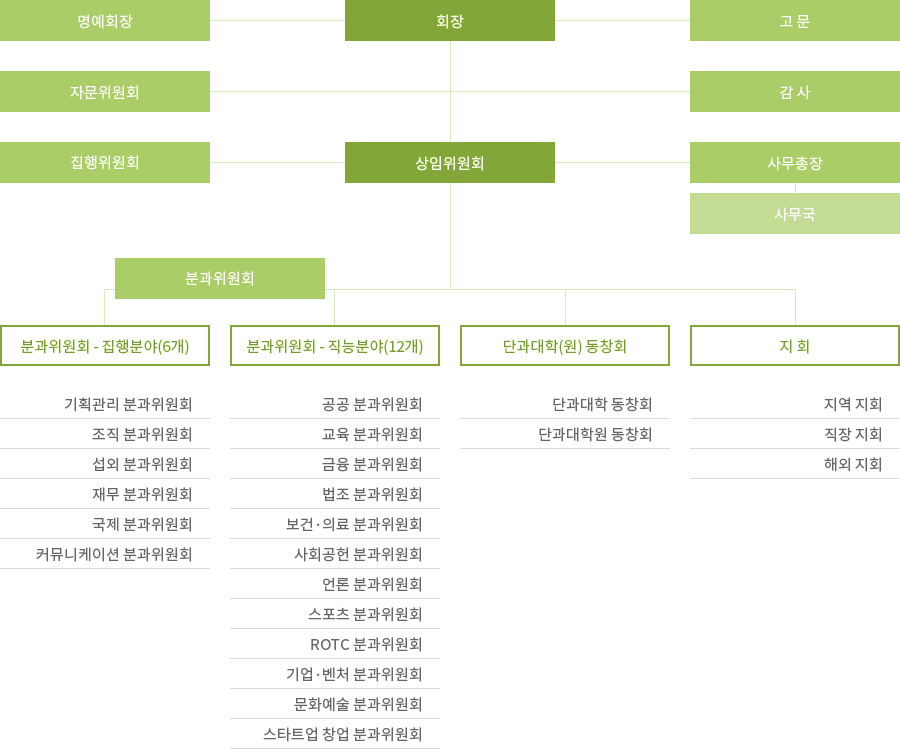 명예회장
회장
고 문
자문위원회
감 사
집행위원회
상임위원회
사무총장
사무국
분과위원회
분과위원회 - 집행분야(6개)
분과위원회 - 직능분야(12개)
단과대학(원) 동창회
지 회
기획관리 분과위원회
조직 분과위원회
섭외 분과위원회
재무 분과위원회
국제 분과위원회
커뮤니케이션 분과위원회
공공 분과위원회
교육 분과위원회
금융 분과위원회
법조 분과위원회
보건·의료 분과위원회
사회공헌 분과위원회
언론 분과위원회
스포츠 분과위원회
ROTC 분과위원회
기업·벤처 분과위원회
문화예술 분과위원회
스타트업 창업 분과위원회
단과대학 동창회
단과대학원 동창회
지역 지회
직장 지회
해외 지회